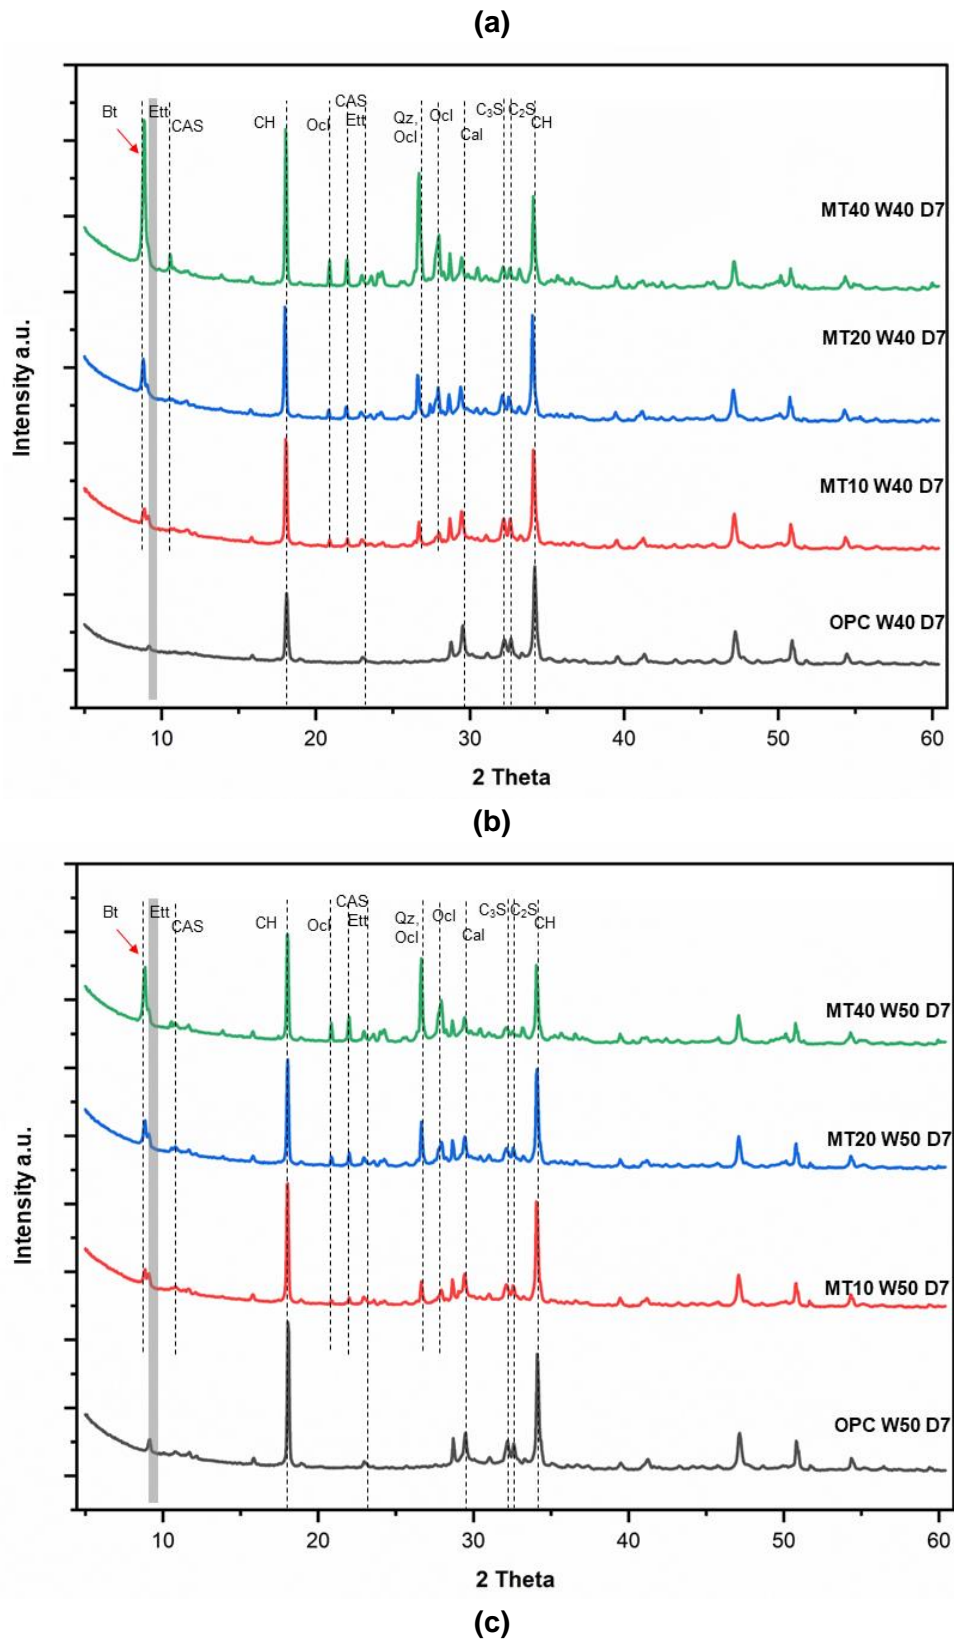 (a)
Bt
Ett
CAS
CH
Ocl
CAS
Ett
Qz,
Ocl
Ocl
Cal
C₃S
C₂S
CH
MT40 W40 D7
MT20 W40 D7
MT10 W40 D7
OPC W40 D7
Intensity a.u.
10 20 30 40 50 60
2 Theta
(b)
Bt
Ett
CAS
CH
Ocl
CAS
Ett
Qz,
Ocl
Ocl
Cal
C₃S
C₂S
CH
MT40 W50 D7
MT20 W50 D7
MT10 W50 D7
OPC W50 D7
Intensity a.u.
10 20 30 40 50 60
2 Theta
(c)